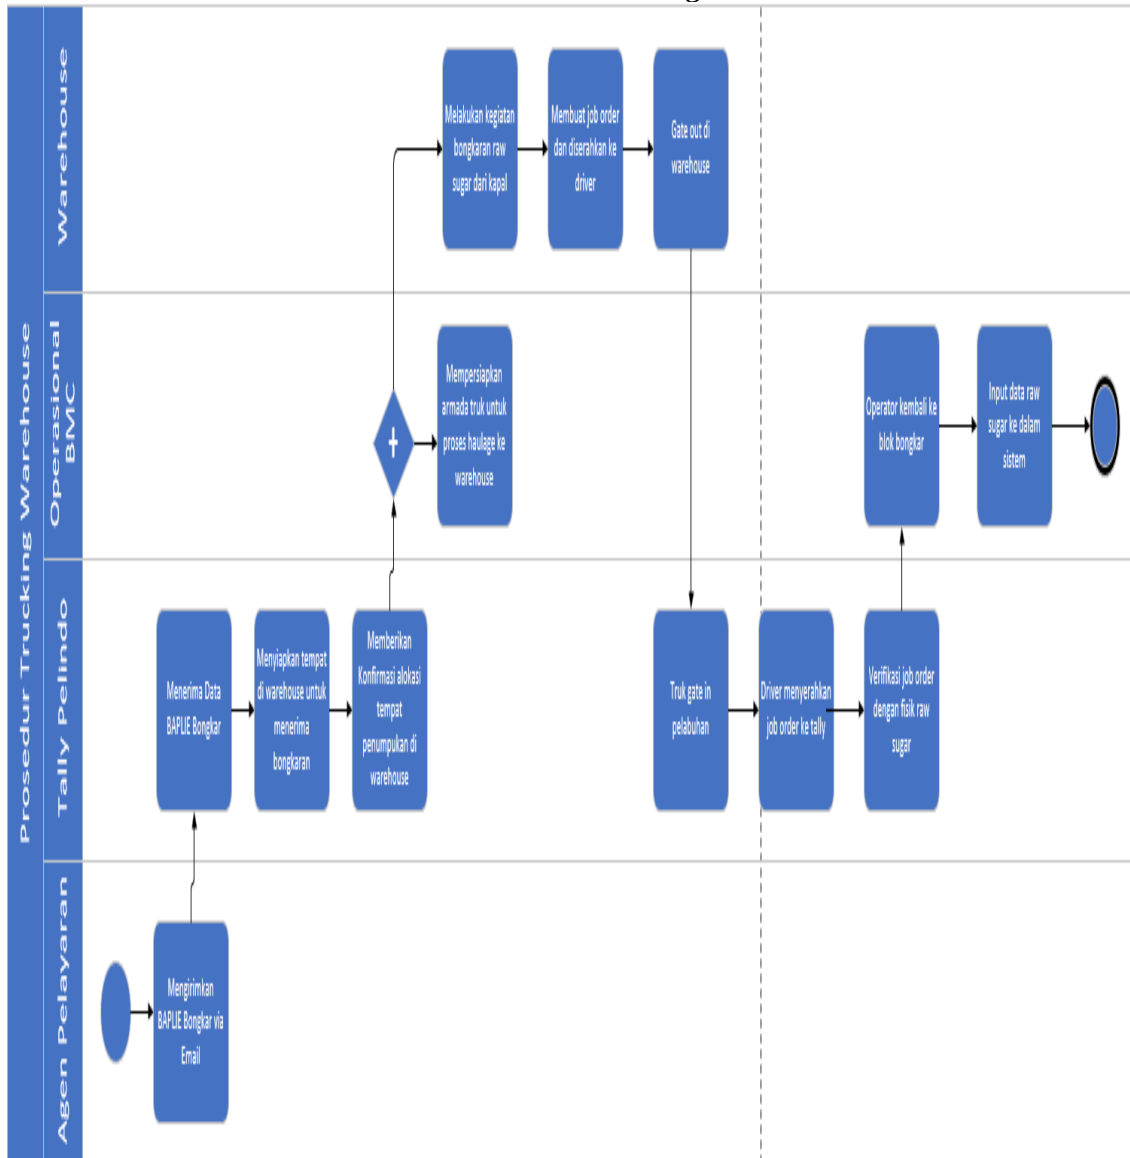 Prosedur Trucking Warehouse
Warehouse
Melakukan kegiatan
bongkaran raw
sugar dari kapal
Membuat job order
dan diserahkan ke
driver
Gate out di
warehouse
Operasional
BMC
Mempersiapkan
armada truk untuk
proses haulage ke
warehouse
Operator kembali ke
blok bongkar
Input data raw
sugar ke dalam
sistem
Tally Pelindo
Menerima Data
BAPLIE Bongkar
Menyiapkan tempat
di warehouse untuk
menerima
bongkaran
Memberikan
Konfirmasi alokasi
tempat
penumpukan di
warehouse
Truk gate in
pelabuhan
Driver menyerahkan
job order ke tally
Verifikasi job order
dengan fisik raw
sugar
Agen Pelayaran
Mengirimkan
BAPLIE Bongkar via
Email